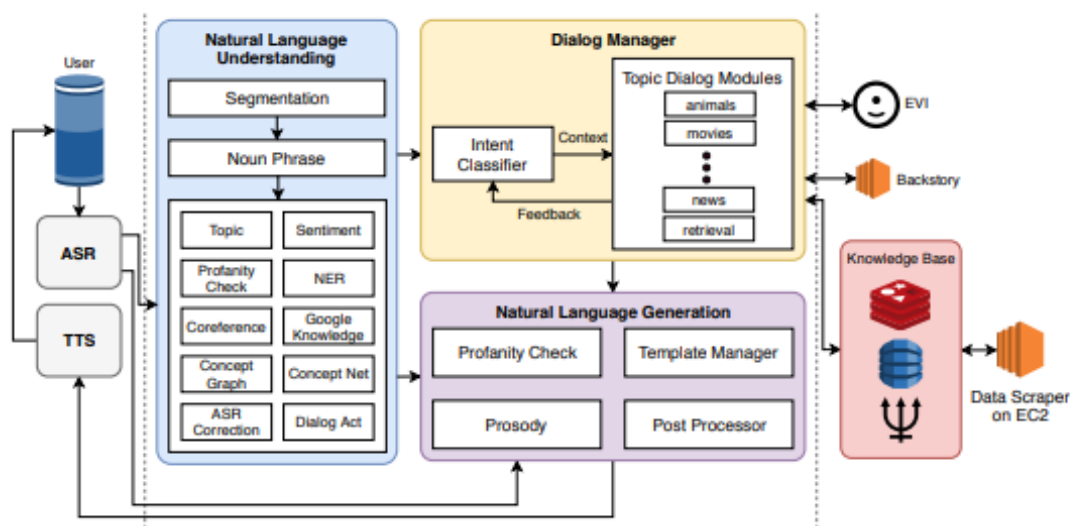 User
ASR
TTS
Natural Language
Understanding
Segmentation
Noun Phrase
Topic
Sentiment
Profanity
Check
NER
Coreference
Google
Knowledge
Concept
Graph
Concept Net
ASR
Correction
Dialog Act
Dialog Manager
Intent
Classifier
Context
Feedback
Topic Dialog Modules
animals
movies
news
retrieval
Natural Language Generation
Profanity Check
Template Manager
Prosody
Post Processor
EVI
Backstory
Knowledge Base
Data Scraper
on EC2